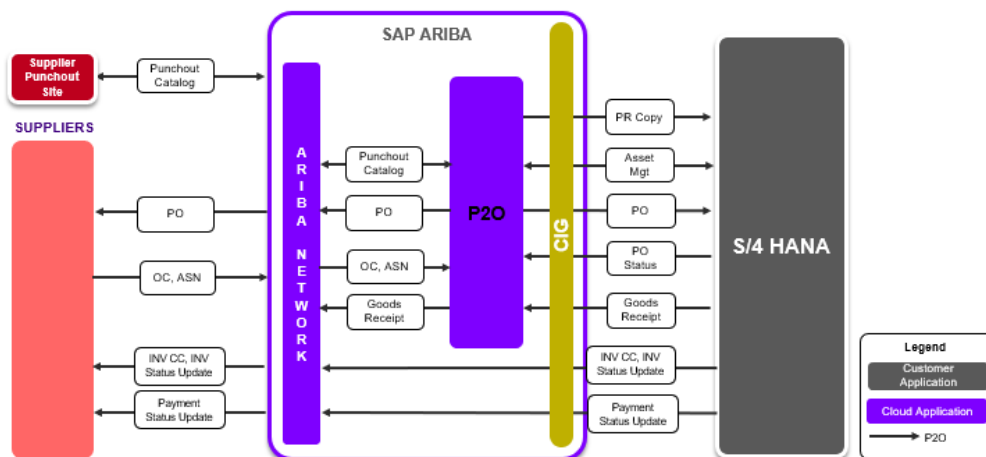 SAP ARIBA
Supplier
Punchout
Site
Punchout
Catalog
SUPPLIERS
PO
OC, ASN
INV CC, INV
Status Update
Payment
Status Update
ARIBA NETWORK
Punchout
Catalog
PO
OC, ASN
Goods
Receipt
P2O
CIG
PR Copy
Asset
Mgt
PO
PO
Status
Goods
Receipt
INV CC, INV
Status Update
Payment
Status Update
S/4 HANA
Legend
Customer
Application
Cloud Application
P2O